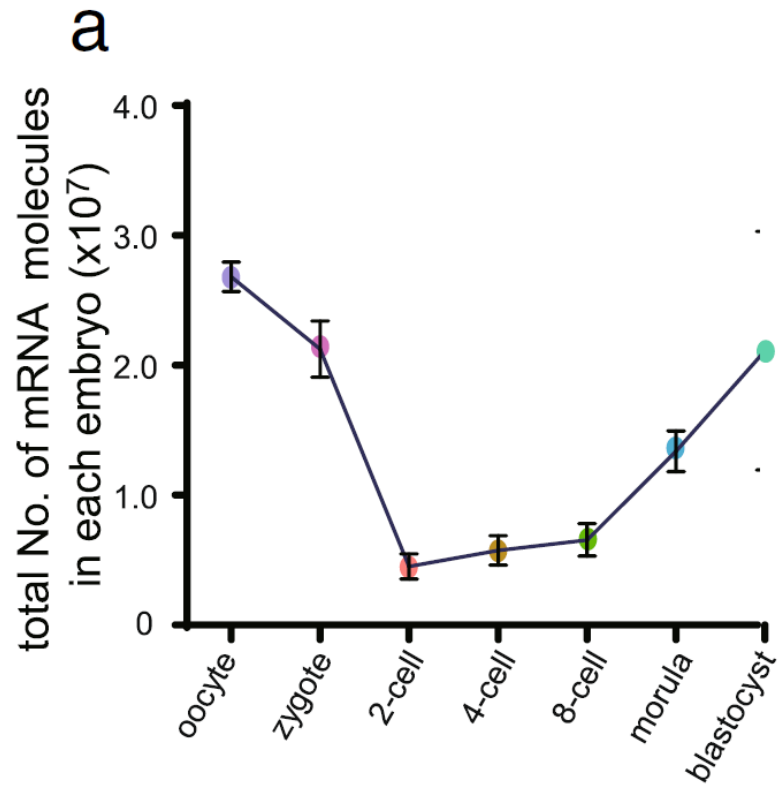 a
total No. of mRNA molecules
in each embryo (x10⁷)
4.0
3.0
2.0
1.0
0
oocyte
zygote
2-cell
4-cell
8-cell
morula
blastocyst